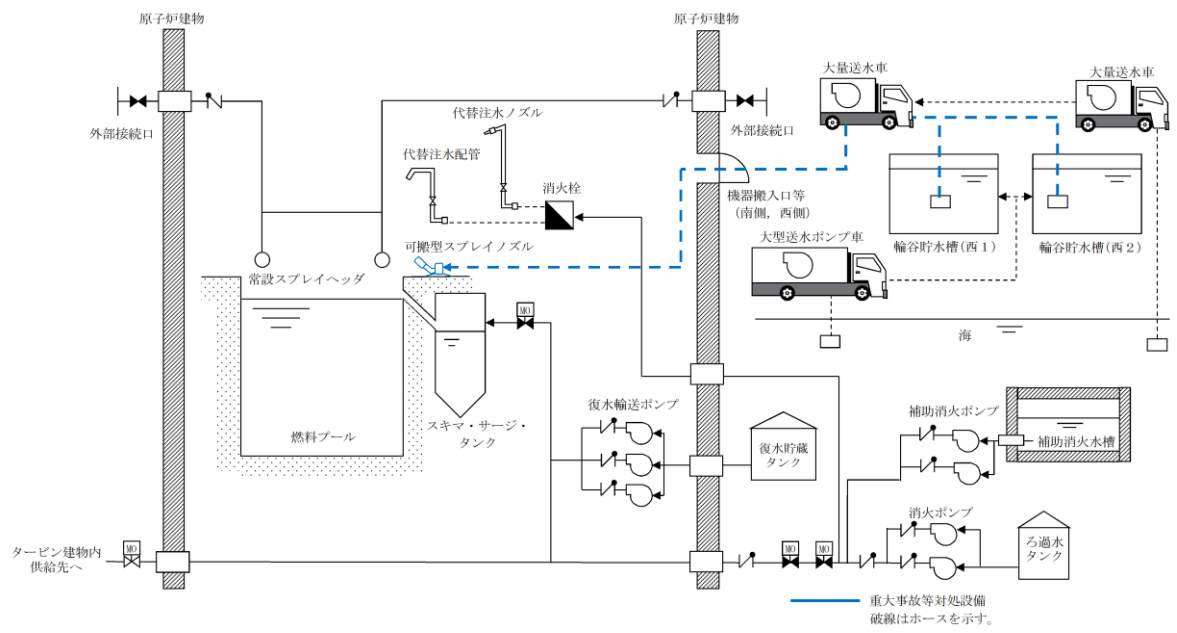 原子炉建物
原子炉建物
大量送水車
大量送水車
代替注水ノズル
外部接続口
外部接続口
代替注水配管
消火栓
機器搬入口等
（南側，西側）
輪谷貯水槽(西１)
輪谷貯水槽(西２)
可搬型スプレイノズル
大型送水ポンプ車
常設スプレイヘッダ
MO
海
復水輸送ポンプ
補助消火ポンプ
スキマ・サージ・
タンク
燃料プール
復水貯蔵
タンク
補助消火水槽
消火ポンプ
ろ過水
タンク
タービン建物内
供給先へ
MO
MO
MO
重大事故等対処設備
破線はホースを示す。